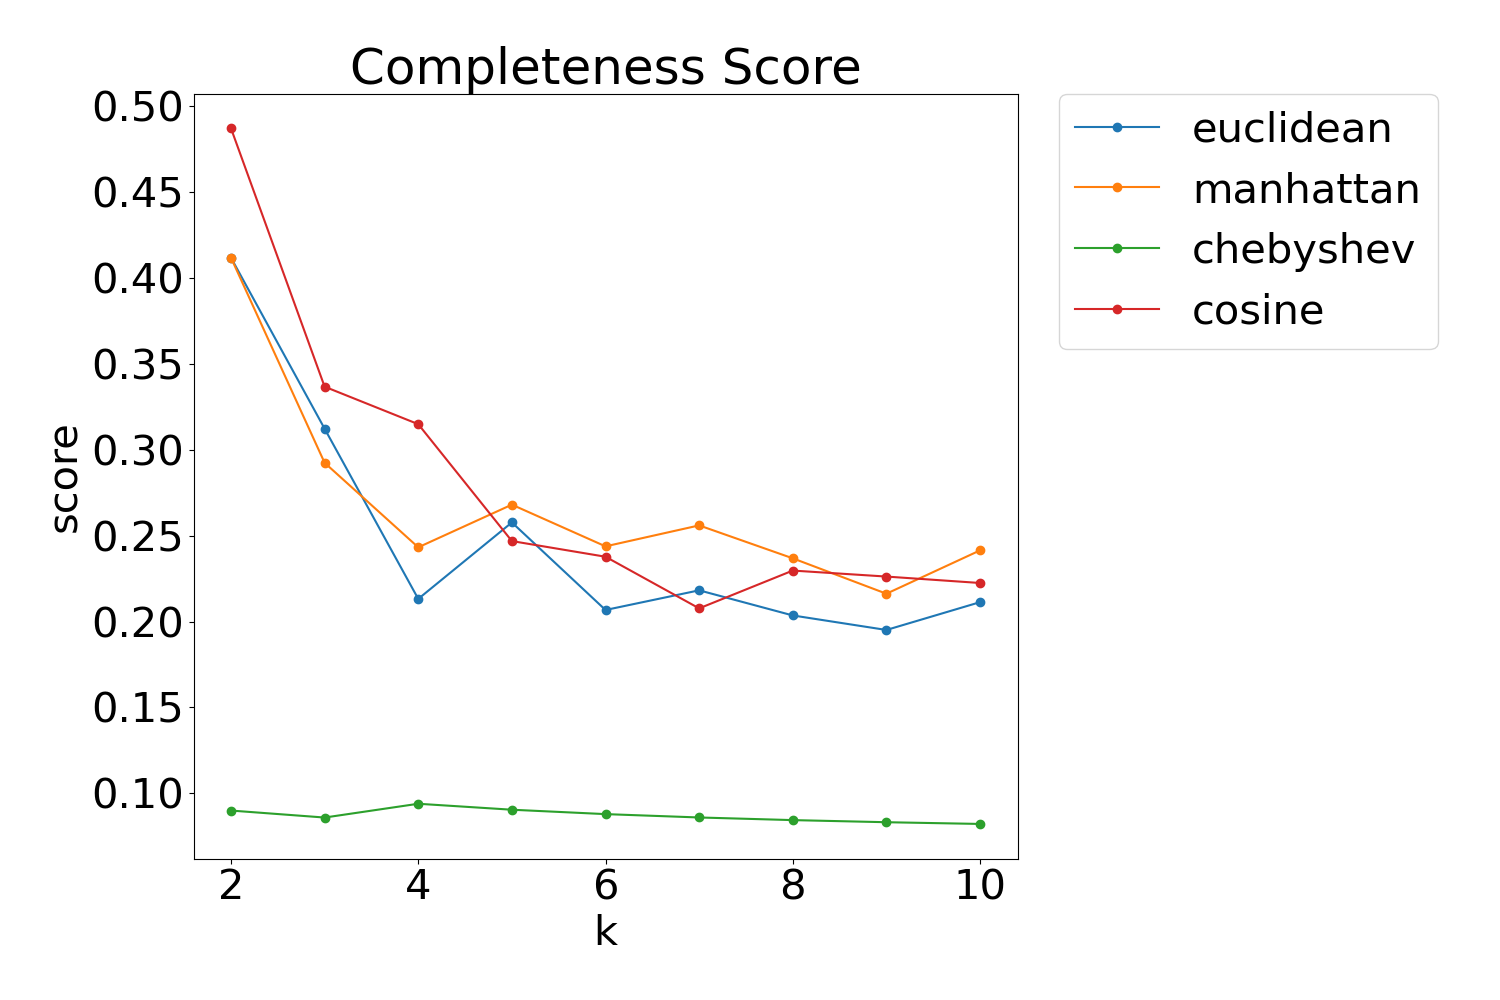 Completeness Score
0.50
0.45
0.40
0.35
0.30
0.25
0.20
0.15
0.10
score
2 4 6 8 10
k
euclidean
manhattan
chebyshev
cosine